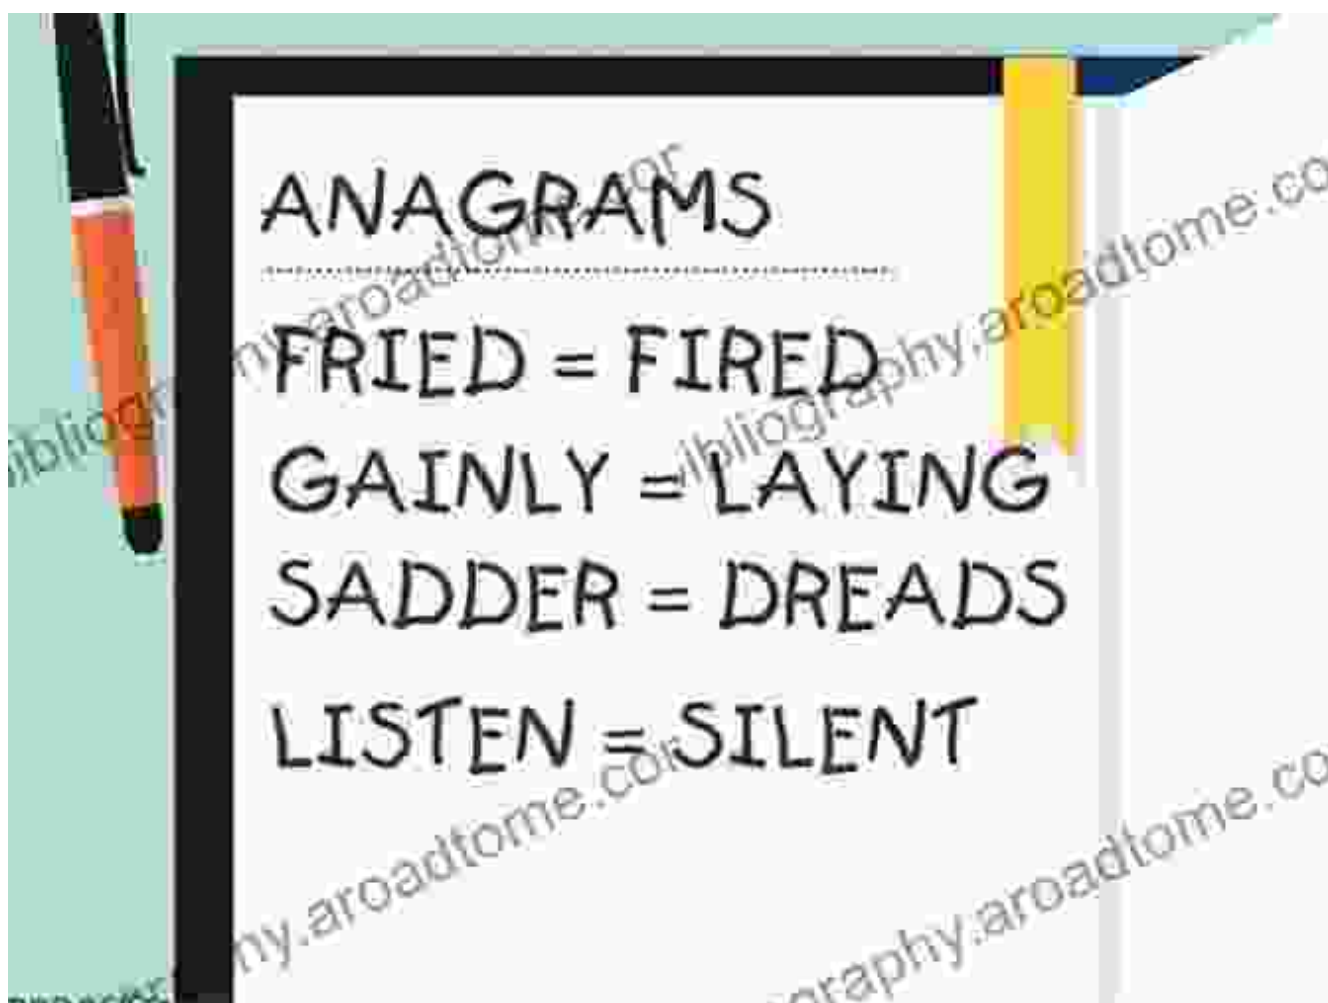 ANAGRAMS
FRIED = FIRED
GAINLY = LAYING
SADDER = DREADS
LISTEN = SILENT